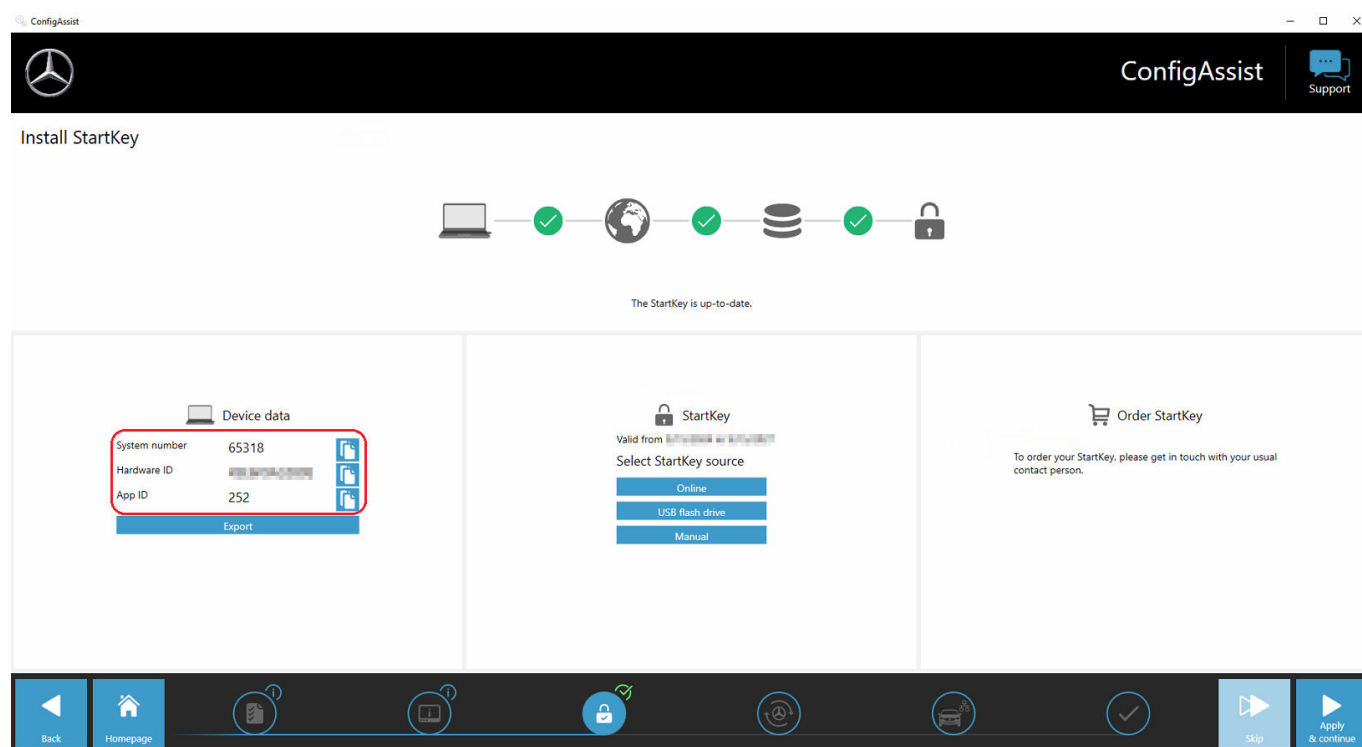 ConfigAssist
ConfigAssist
Support
Install StartKey
The StartKey is up-to-date.
Device data
System number 65318
Hardware ID
App ID 252
Export
StartKey
Valid from
Select StartKey source
Online
USB flash drive
Manual
Order StartKey
To order your StartKey, please get in touch with your usual
contact person.
Back
Homepage
Skip
Apply
& continue